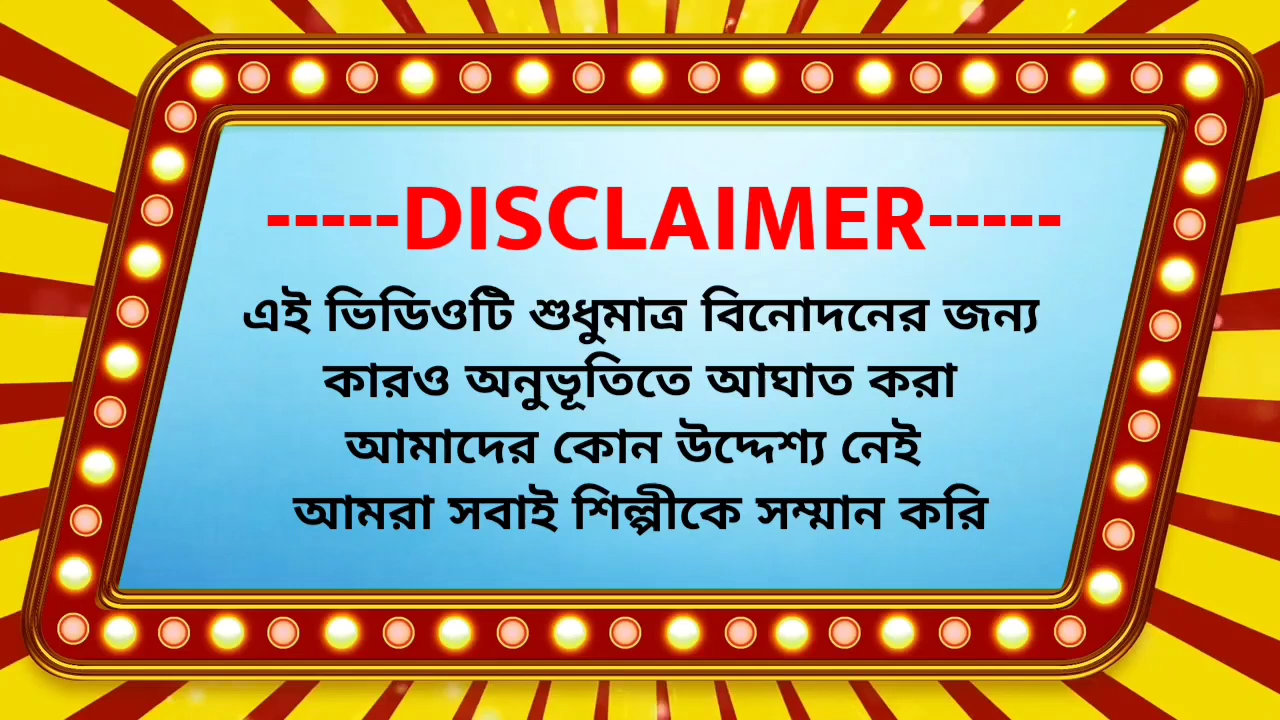 -----DISCLAIMER-----
এই ভিডিওটি শুধুমাত্র বিনোদনের জন্য
কারও অনুভূতিতে আঘাত করা
আমাদের কোন উদ্দেশ্য নেই
আমরা সবাই শিল্পীকে সম্মান করি